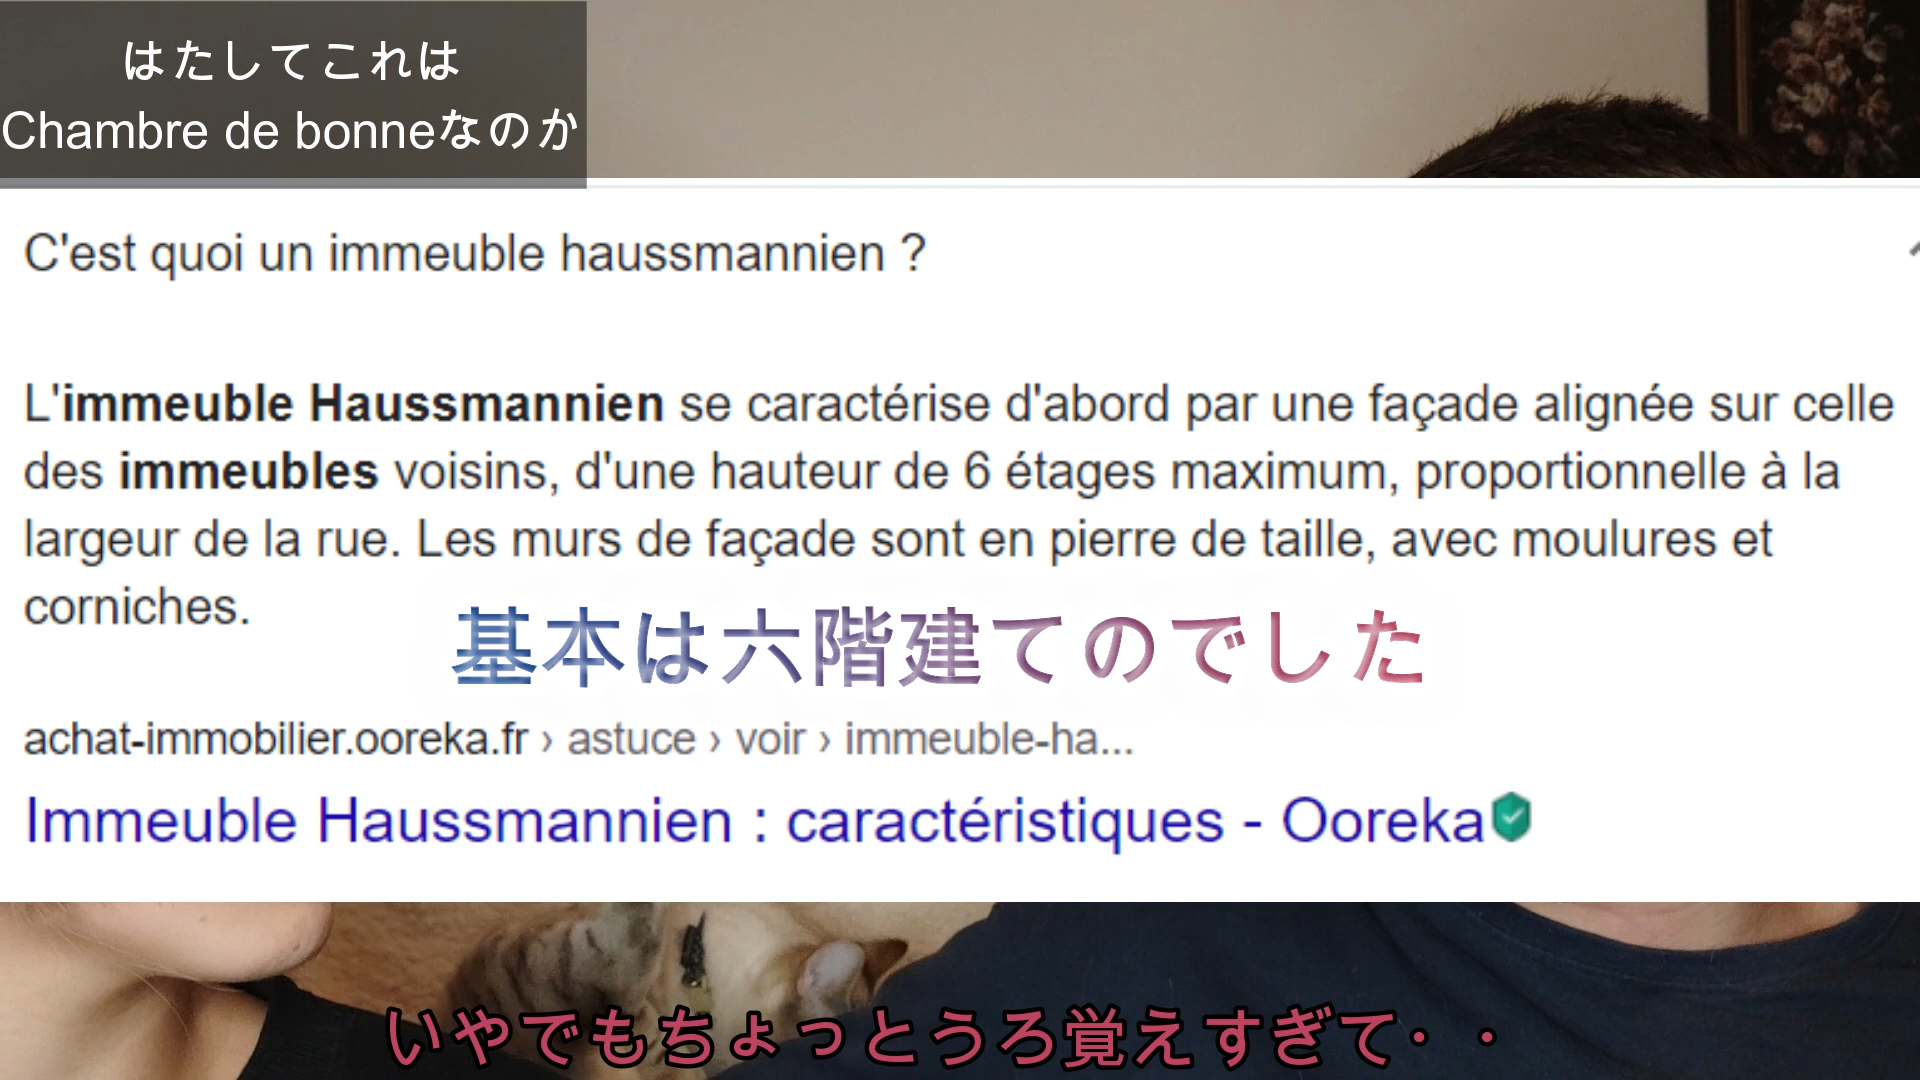 はたしてこれは
Chambre de bonneなのか
C'est quoi un immeuble haussmannien ?
L'immeuble Haussmannien se caractérise d'abord par une façade alignée sur celle
des immeubles voisins, d'une hauteur de 6 étages maximum, proportionnelle à la
largeur de la rue. Les murs de façade sont en pierre de taille, avec moulures et
corniches.
基本は六階建てのでした
achat-immobilier.ooreka.fr › astuce › voir › immeuble-ha...
Immeuble Haussmannien : caractéristiques - Ooreka
いやでもちょっとうろ覚えすぎて・・